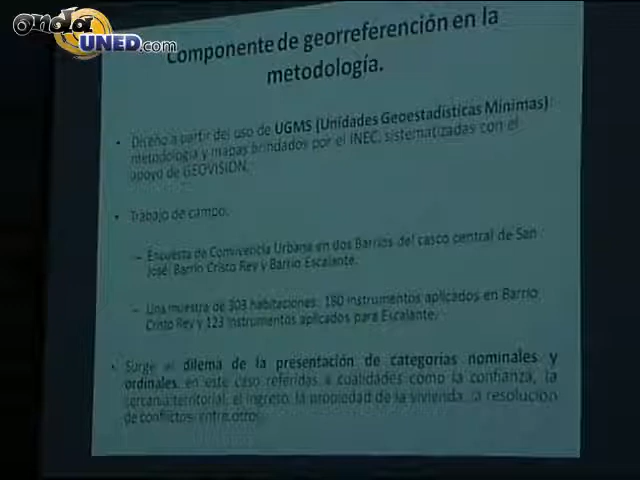 onda
UNED.com
Componente de georreferención en la
metodología.
• Diseño a partir del uso de UGMS (Unidades Geoestadísticas Mínimas):
metodología y mapas brindados por el INEC, sistematizados con el
apoyo de GEOVISION.
• Trabajo de campo:
– Encuesta de Convivencia Urbana en dos Barrios del casco central de San
José: Barrio Cristo Rey y Barrio Escalante.
– Una muestra de 303 habitaciones: 180 instrumentos aplicados en Barrio
Cristo Rey y 123 instrumentos aplicados para Escalante.
• Surge el dilema de la presentación de categorías nominales y
ordinales, en este caso referidas a cualidades como la confianza, la
cercanía territorial, el ingreso, la propiedad de la vivienda, la resolución
de conflictos, entre otros.